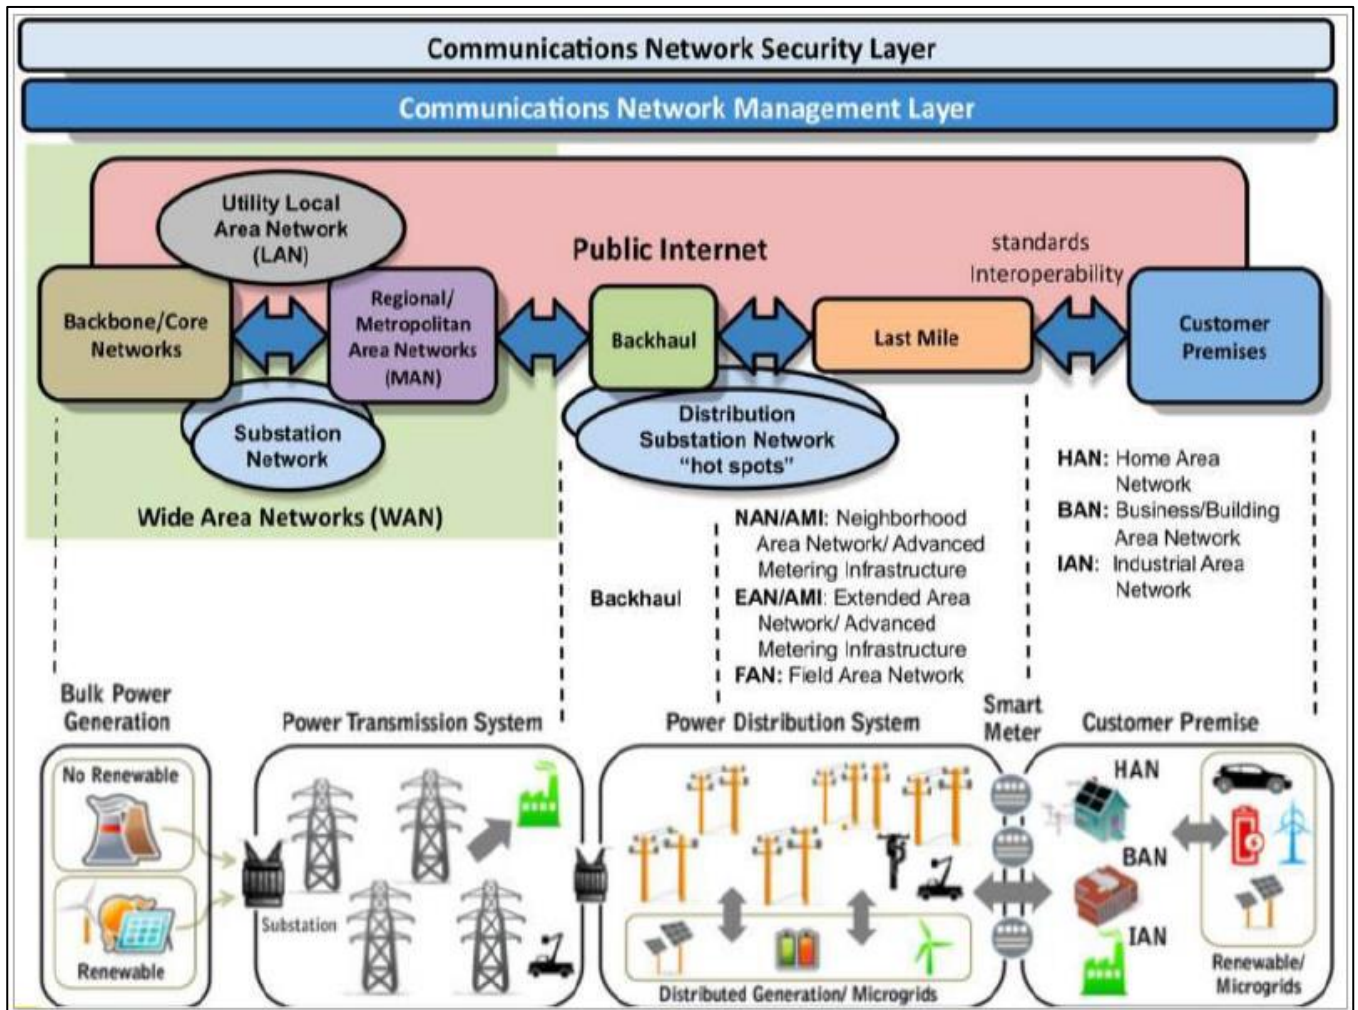 Communications Network Security Layer
Communications Network Management Layer
Utility Local
Area Network
(LAN)
Public Internet
standards
Interoperability
Backbone/Core
Networks
Regional/
Metropolitan
Area Networks
(MAN)
Backhaul
Last Mile
Customer
Premises
Substation
Network
Distribution
Substation Network
“hot spots”
Wide Area Networks (WAN)
Backhaul
NAN/AMI: Neighborhood
Area Network/ Advanced
Metering Infrastructure
EAN/AMI: Extended Area
Network/ Advanced
Metering Infrastructure
FAN: Field Area Network
HAN: Home Area
Network
BAN: Business/Building
Area Network
IAN: Industrial Area
Network
Bulk Power
Generation
Power Transmission System
Power Distribution System
Smart
Meter
Customer Premise
No Renewable
Renewable
Substation
Distributed Generation/ Microgrids
HAN
BAN
IAN
Renewable/
Microgrids